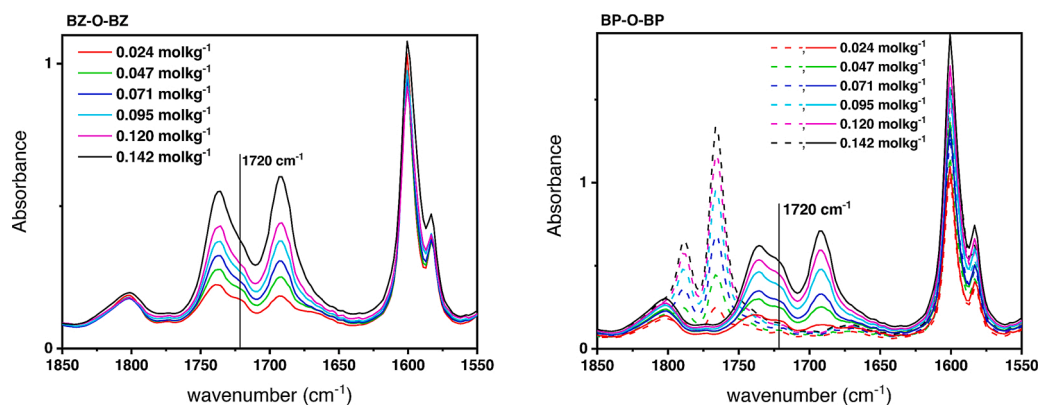 BZ-O-BZ
1
0
Absorbance
0.024 molkg⁻¹
0.047 molkg⁻¹
0.071 molkg⁻¹
0.095 molkg⁻¹
0.120 molkg⁻¹
0.142 molkg⁻¹
1720 cm⁻¹
1850 1800 1750 1700 1650 1600 1550
wavenumber (cm⁻¹)
BP-O-BP
1
0
Absorbance
, 0.024 molkg⁻¹
, 0.047 molkg⁻¹
, 0.071 molkg⁻¹
, 0.095 molkg⁻¹
, 0.120 molkg⁻¹
, 0.142 molkg⁻¹
1720 cm⁻¹
1850 1800 1750 1700 1650 1600 1550
wavenumber (cm⁻¹)